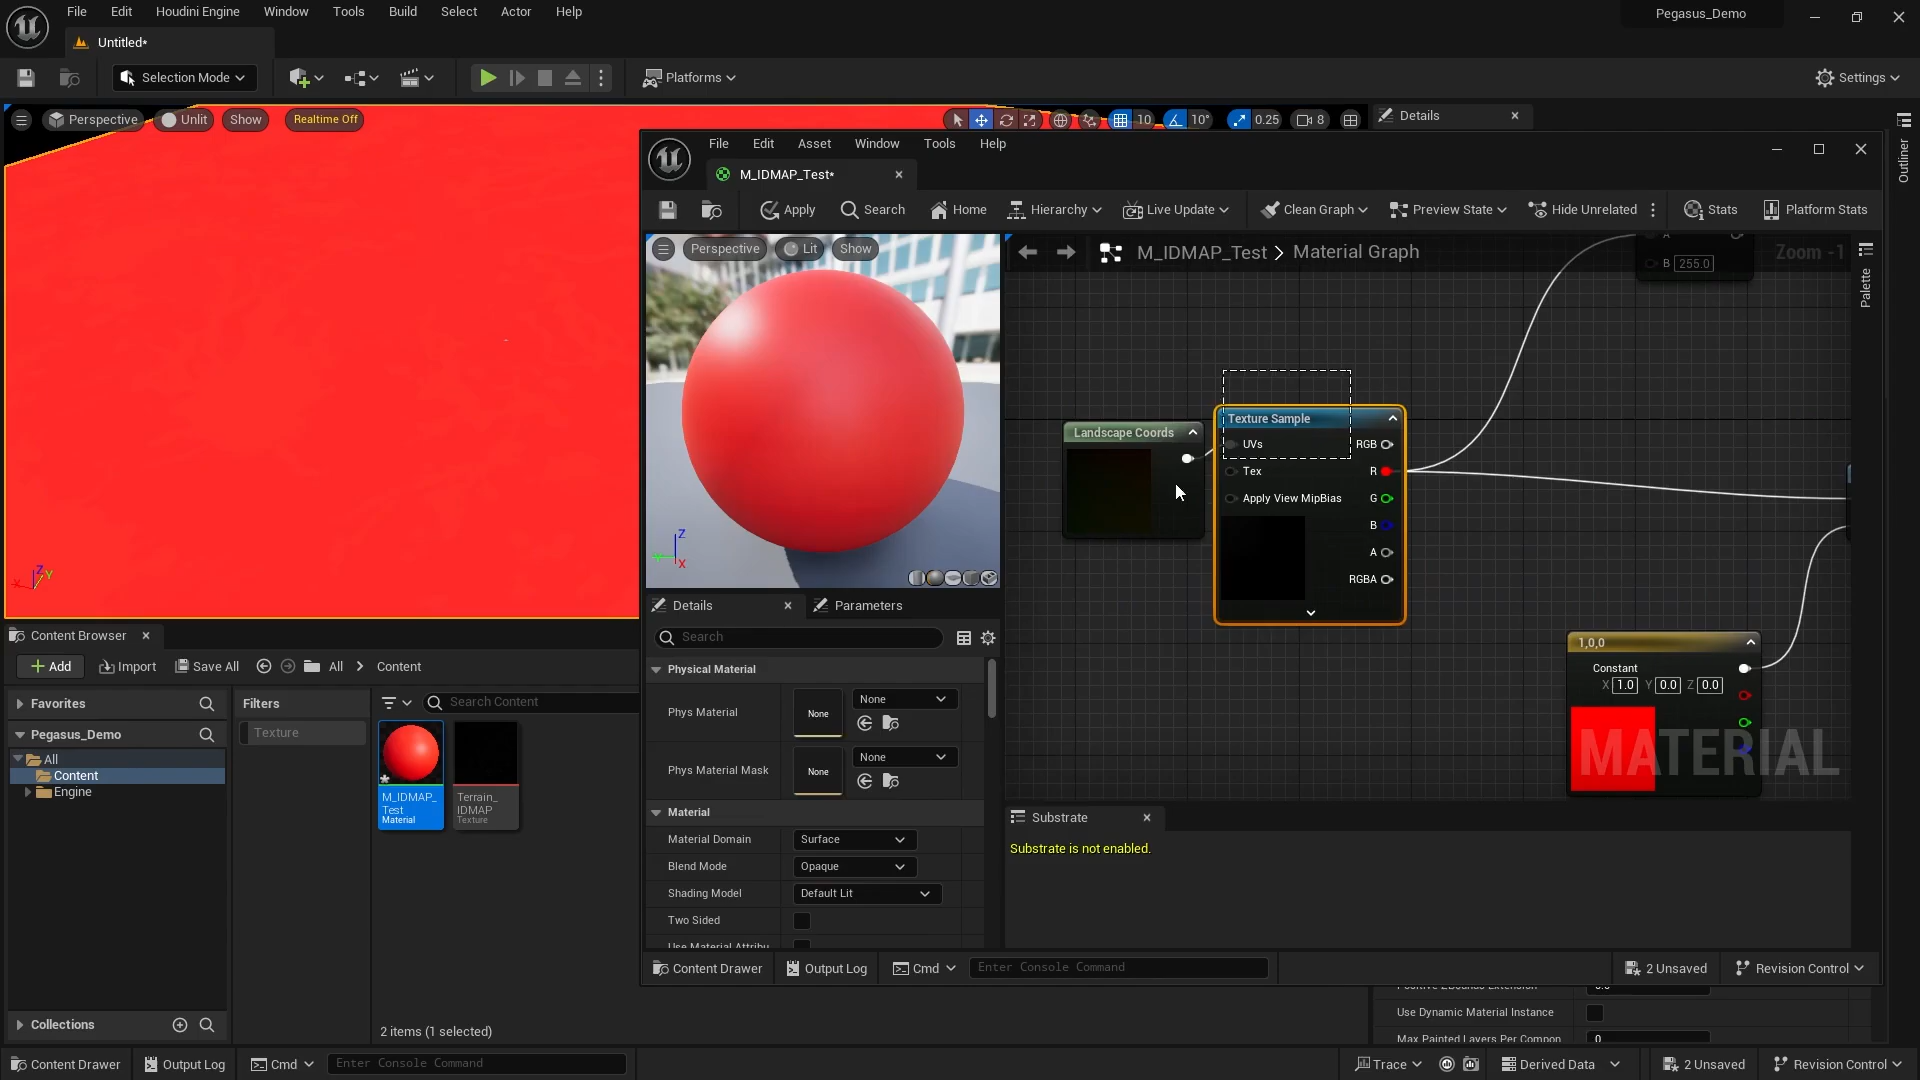 File Edit Houdini Engine Window Tools Build Select Actor Help
Pegasus_Demo
Untitled*
Selection Mode
Platforms
Settings
Perspective Unlit Show Realtime Off
10 10° 0.25 8
Details
Outliner
File Edit Asset Window Tools Help
M_IDMAP_Test*
Apply Search Home Hierarchy Live Update Clean Graph Preview State Hide Unrelated Stats Platform Stats
Perspective Lit Show
M_IDMAP_Test > Material Graph
Zoom -1
Palette
B 255.0
Landscape Coords
Texture Sample
UVs RGB
Tex R
Apply View MipBias G
B
A
RGBA
1,0,0
Constant
X 1.0 Y 0.0 Z 0.0
MATERIAL
Z
X
Z
Y
X
Details Parameters
Search
Physical Material
Phys Material None None
Phys Material Mask None None
Material
Material Domain Surface
Blend Mode Opaque
Shading Model Default Lit
Two Sided
Substrate
Substrate is not enabled.
Content Drawer Output Log Cmd Enter Console Command
2 Unsaved Revision Control
Content Browser
Add Import Save All All > Content
Favorites
Filters
Search Content
Texture
Pegasus_Demo
All
Content
Engine
M_IDMAP_
Test
Material
Terrain_
IDMAP
Texture
Collections
2 items (1 selected)
Use Dynamic Material Instance
Max Painted Layers Per Compon 0
Content Drawer Output Log Cmd Enter Console Command
Trace Derived Data 2 Unsaved Revision Control